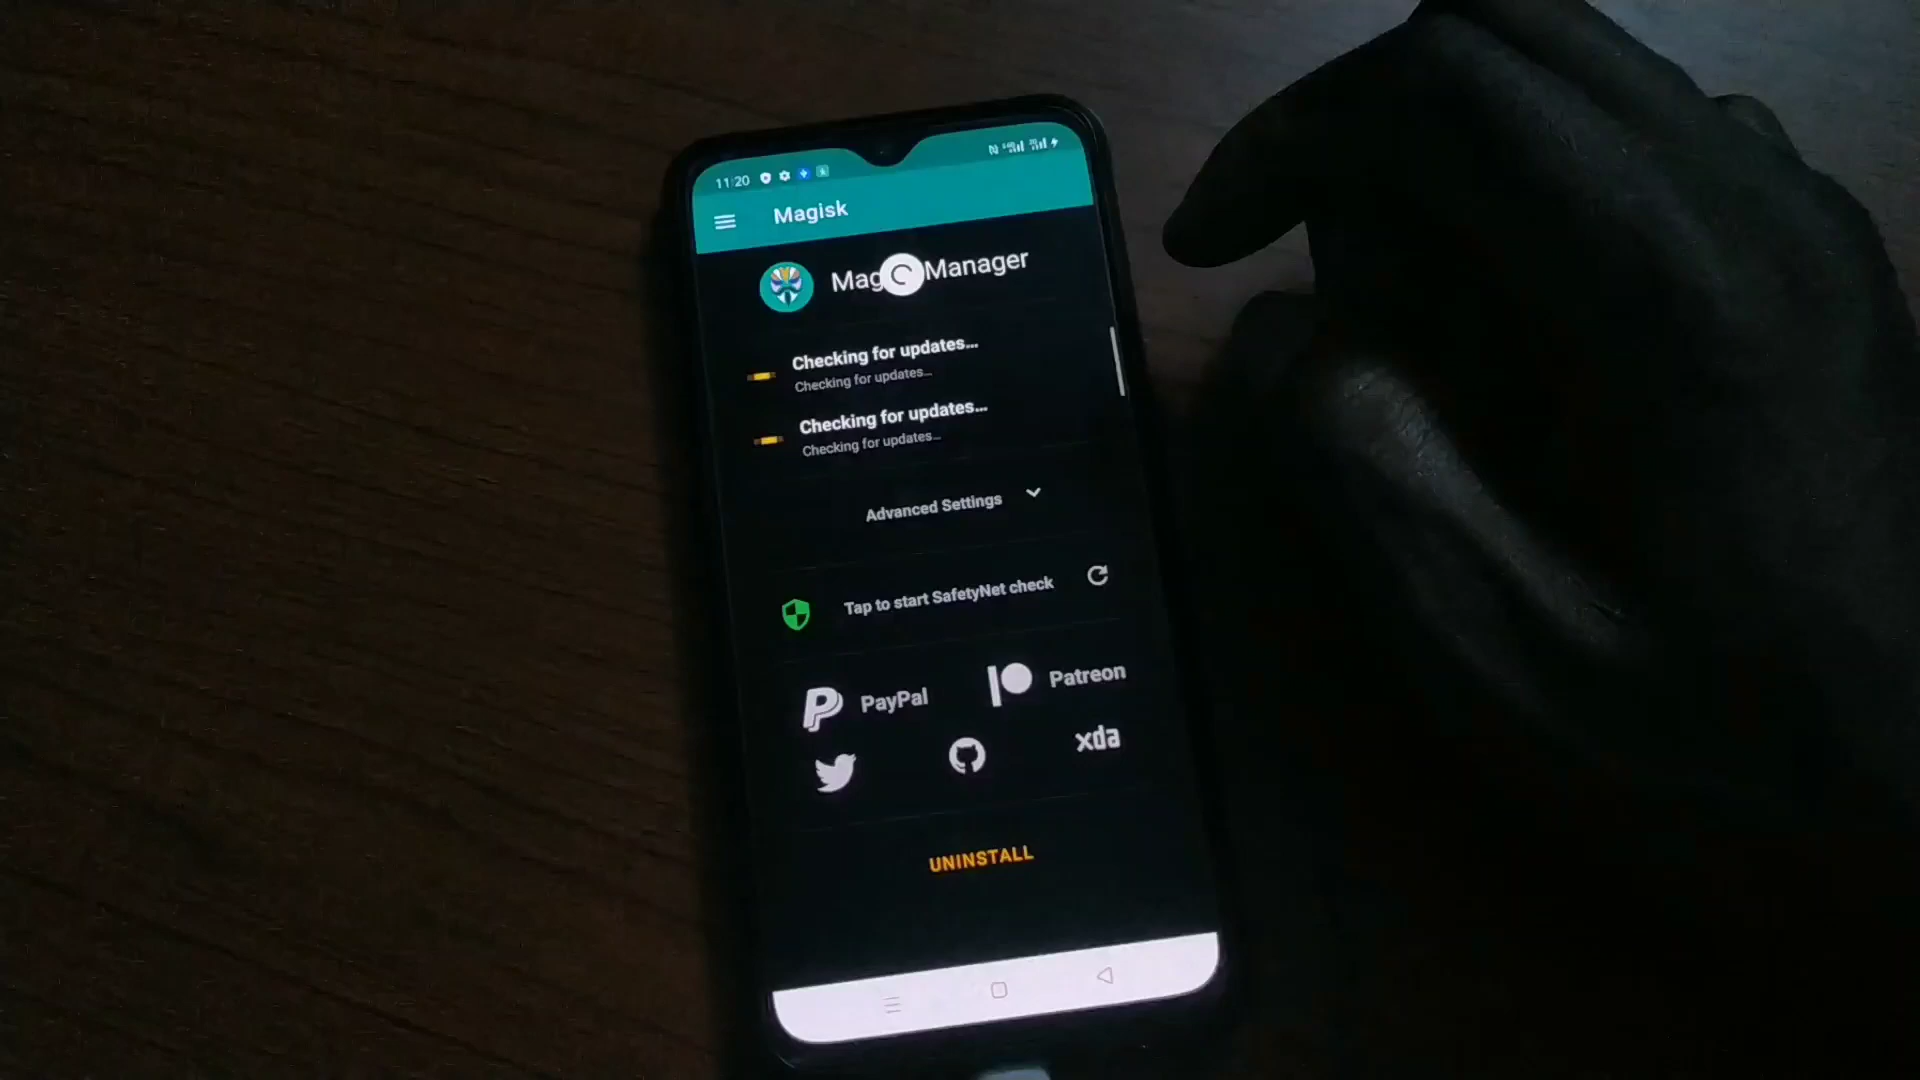 11:20
Magisk
Mag Manager
Checking for updates...
Checking for updates...
Checking for updates...
Checking for updates...
Advanced Settings
Tap to start SafetyNet check
PayPal
Patreon
xda
UNINSTALL